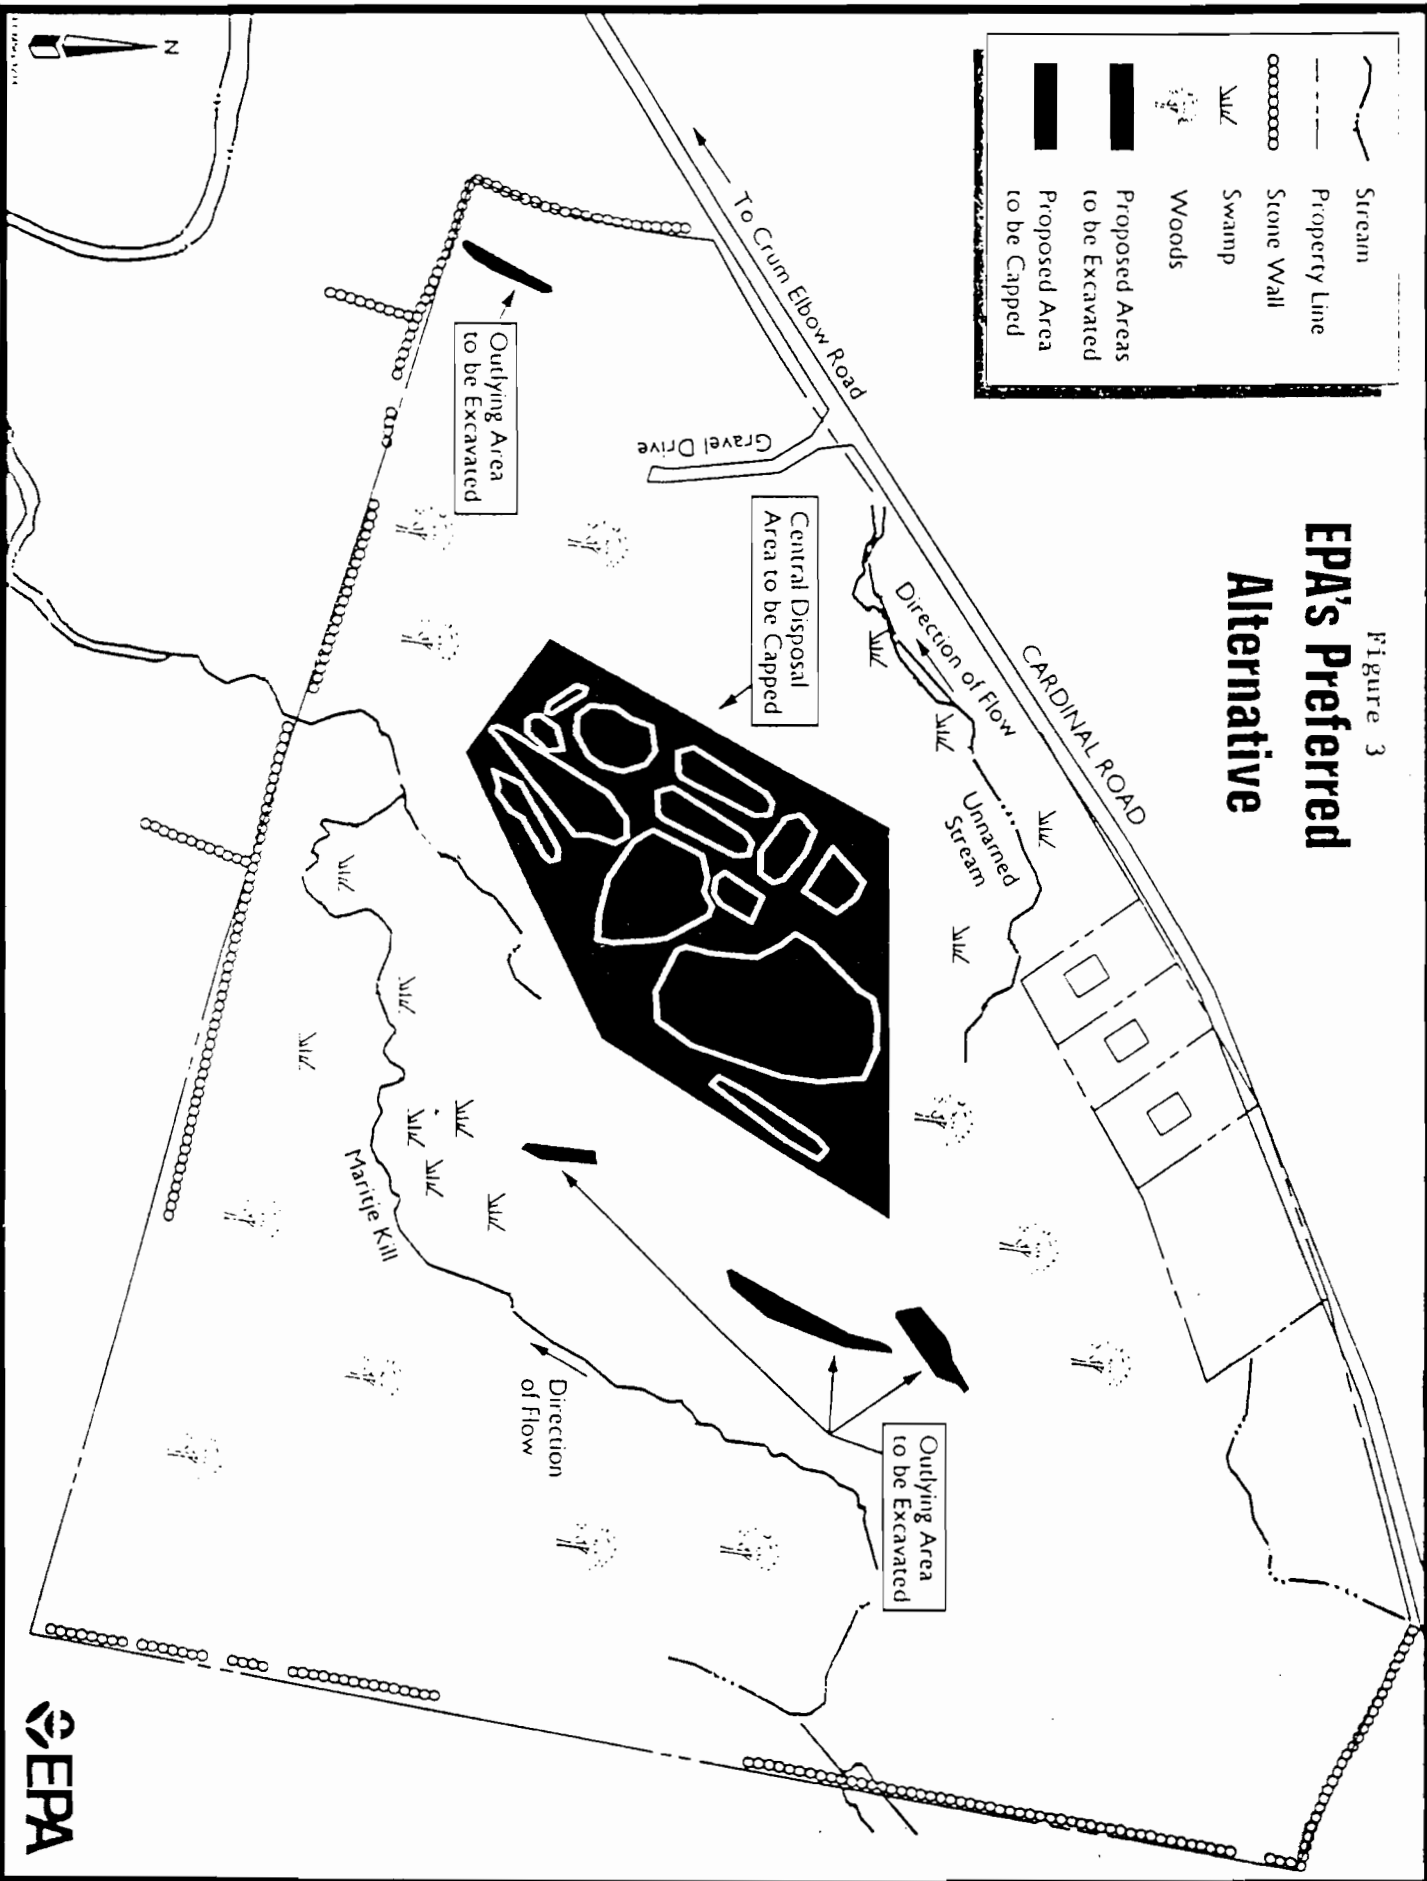 Figure 3
EPA's Preferred
Alternative
Stream
Property Line
Stone Wall
Swamp
Woods
Proposed Areas
to be Excavated
Proposed Area
to be Capped
To Crum Elbow Road
CARDINAL ROAD
Gravel Drive
Direction of Flow
Unnamed
Stream
Central Disposal
Area to be Capped
Outlying Area
to be Excavated
Outlying Area
to be Excavated
Maritje Kill
Direction
of Flow
N
EPA